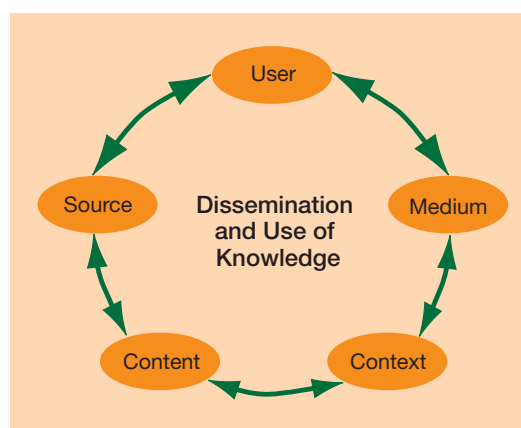 User
Source
Dissemination
and Use of
Knowledge
Medium
Content
Context